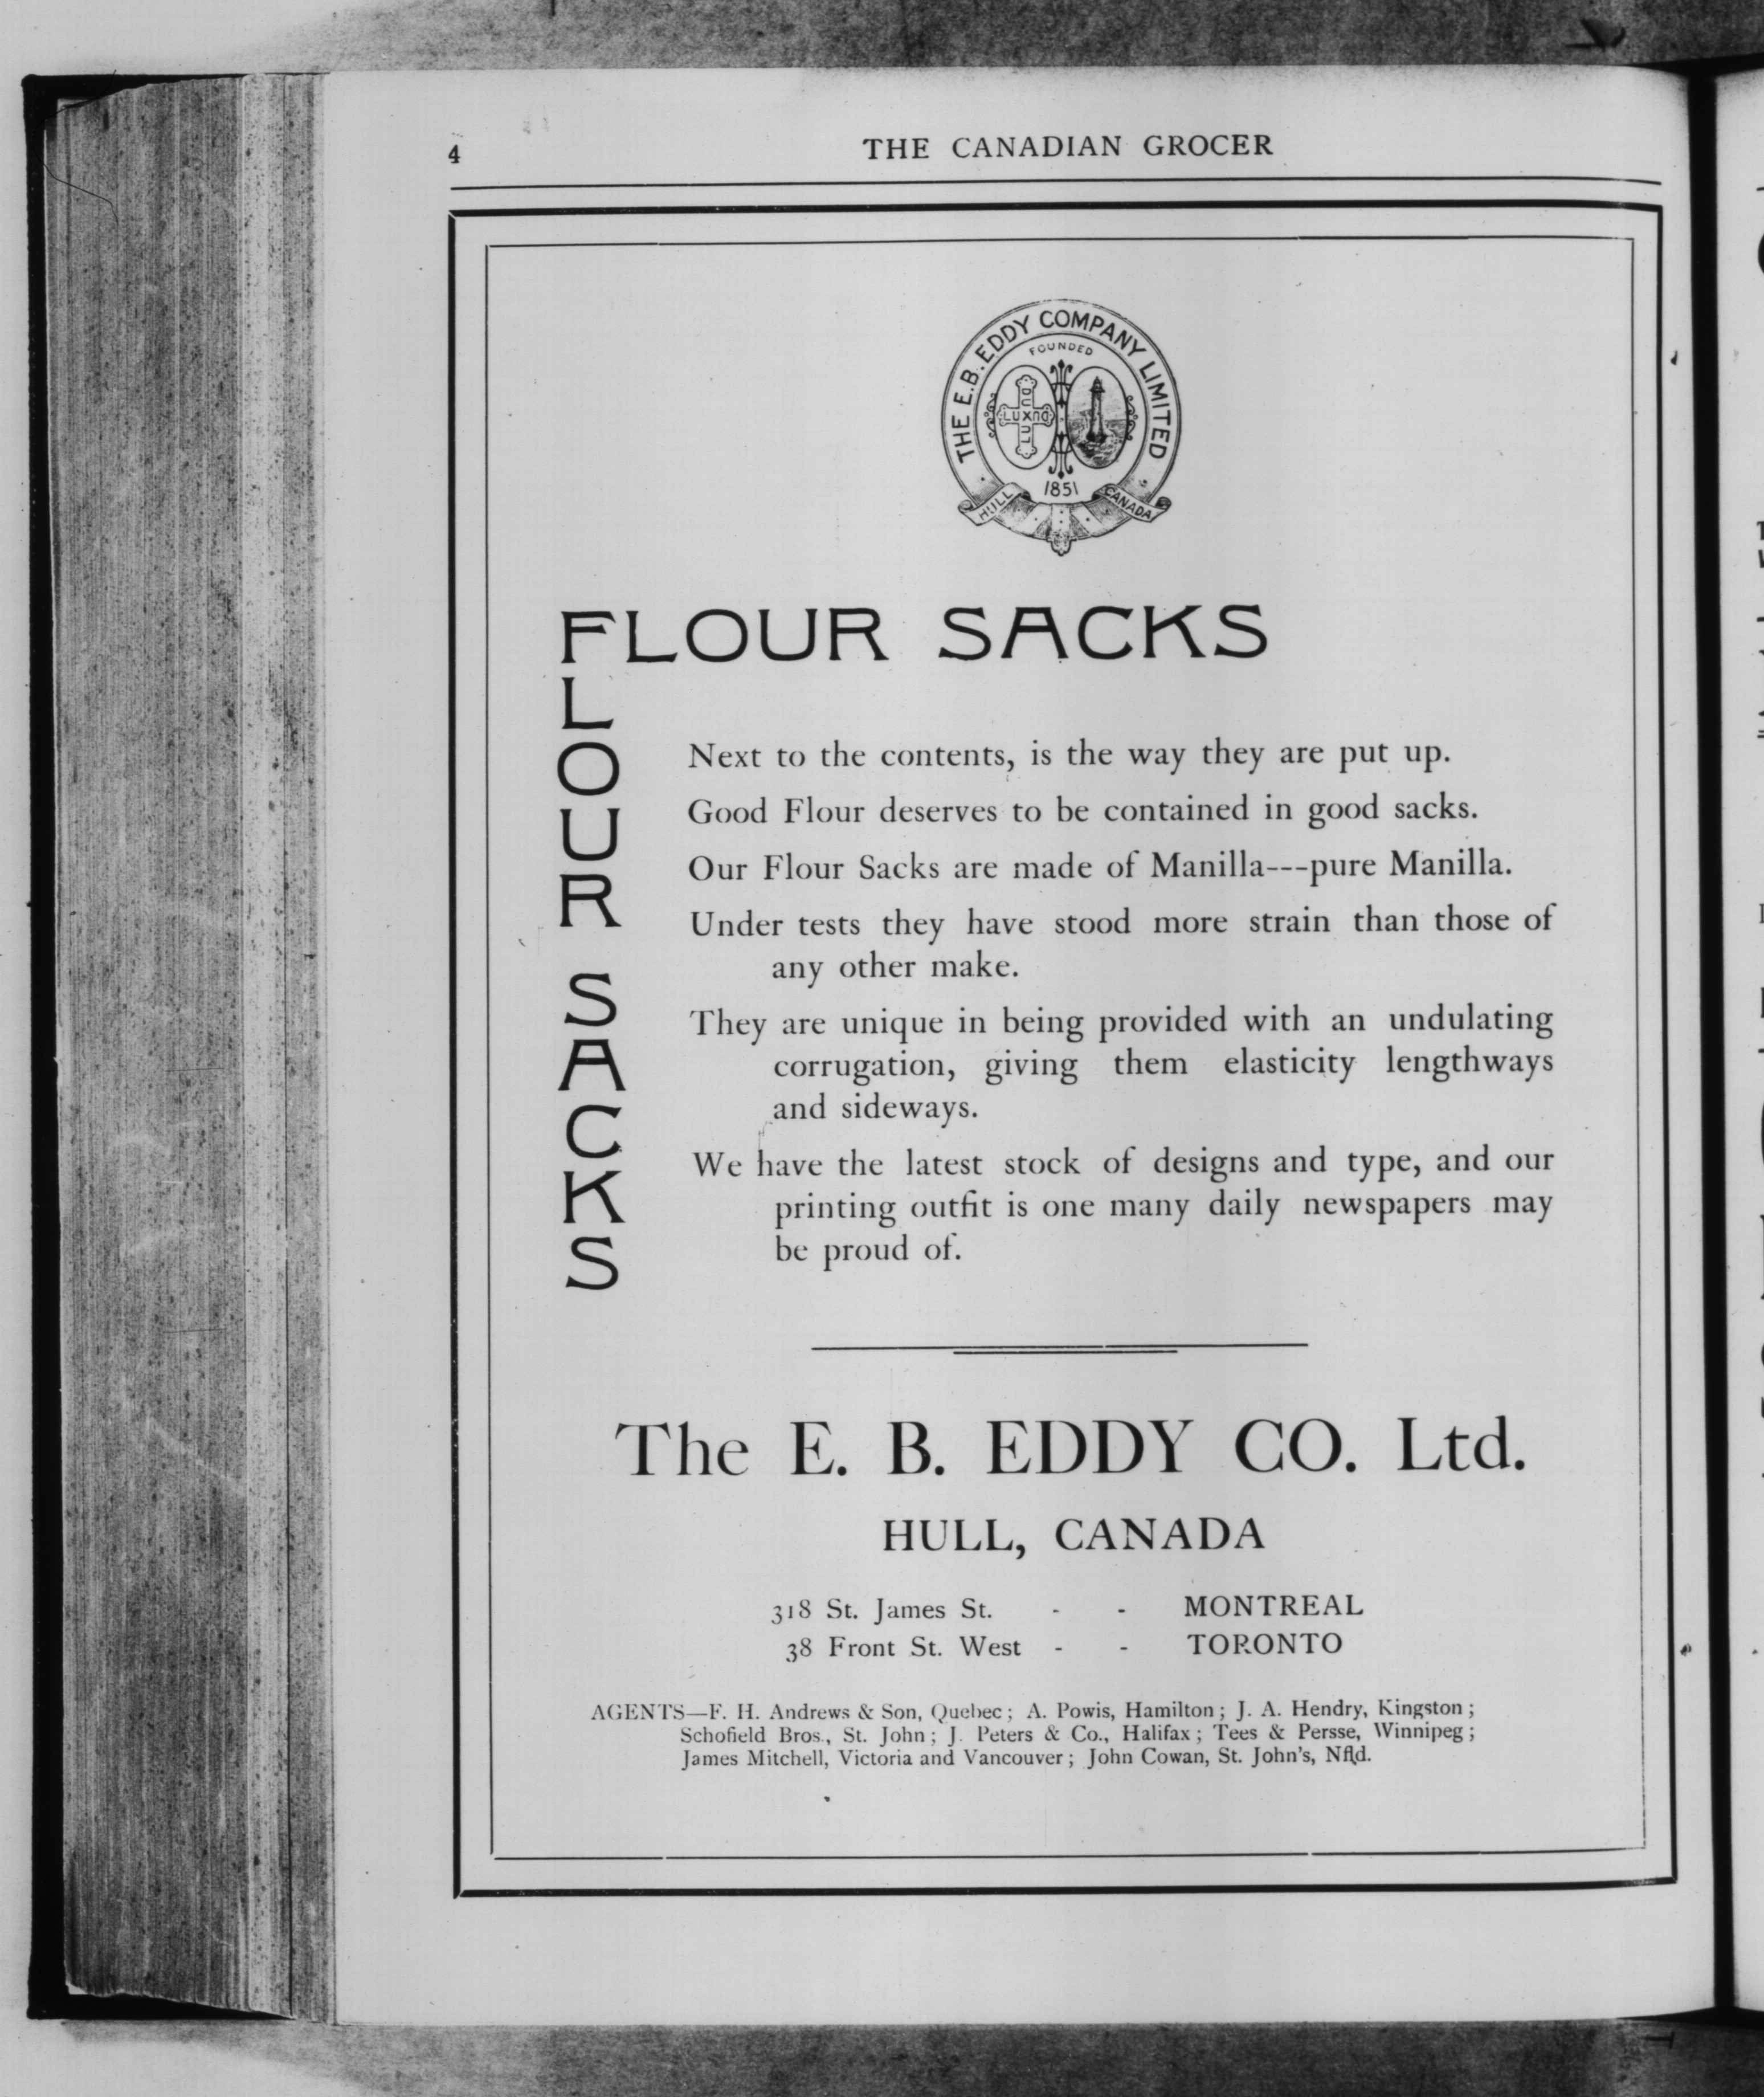 4
THE CANADIAN GROCER
THE E.B. EDDY COMPANY LIMITED
FOUNDED
DUX
LUX
LUX
DUX
1851
HULL
CANADA
FLOUR SACKS
FLOUR SACKS
Next to the contents, is the way they are put up.
Good Flour deserves to be contained in good sacks.
Our Flour Sacks are made of Manilla---pure Manilla.
Under tests they have stood more strain than those of
any other make.
They are unique in being provided with an undulating
corrugation, giving them elasticity lengthways
and sideways.
We have the latest stock of designs and type, and our
printing outfit is one many daily newspapers may
be proud of.
The E. B. EDDY CO. Ltd.
HULL, CANADA
318 St. James St. - - MONTREAL
38 Front St. West - - TORONTO
AGENTS—F. H. Andrews & Son, Quebec; A. Powis, Hamilton; J. A. Hendry, Kingston;
Schofield Bros., St. John; J. Peters & Co., Halifax; Tees & Persse, Winnipeg;
James Mitchell, Victoria and Vancouver; John Cowan, St. John's, Nfld.